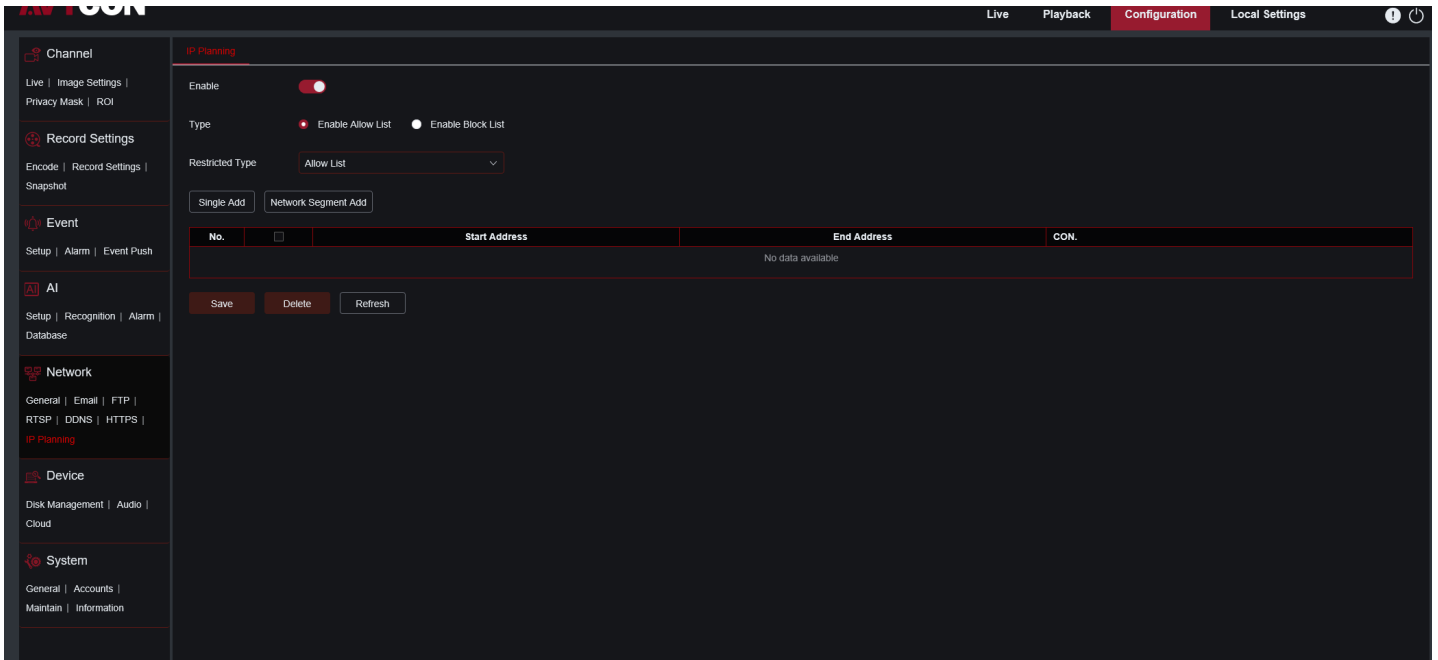 Live Playback Configuration Local Settings
Channel
Live | Image Settings |
Privacy Mask | ROI
Record Settings
Encode | Record Settings |
Snapshot
Event
Setup | Alarm | Event Push
AI AI
Setup | Recognition | Alarm |
Database
Network
General | Email | FTP |
RTSP | DDNS | HTTPS |
IP Planning
Device
Disk Management | Audio |
Cloud
System
General | Accounts |
Maintain | Information
IP Planning
Enable
Type Enable Allow List Enable Block List
Restricted Type Allow List
Single Add Network Segment Add
No. Start Address End Address CON.
No data available
Save Delete Refresh